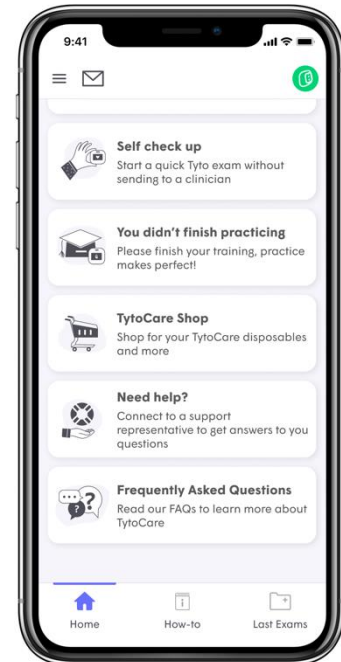 9:41
Self check up
Start a quick Tyto exam without
sending to a clinician
You didn't finish practicing
Please finish your training, practice
makes perfect!
TytoCare Shop
Shop for your TytoCare disposables
and more
Need help?
Connect to a support
representative to get answers to you
questions
Frequently Asked Questions
Read our FAQs to learn more about
TytoCare
Home How-to Last Exams